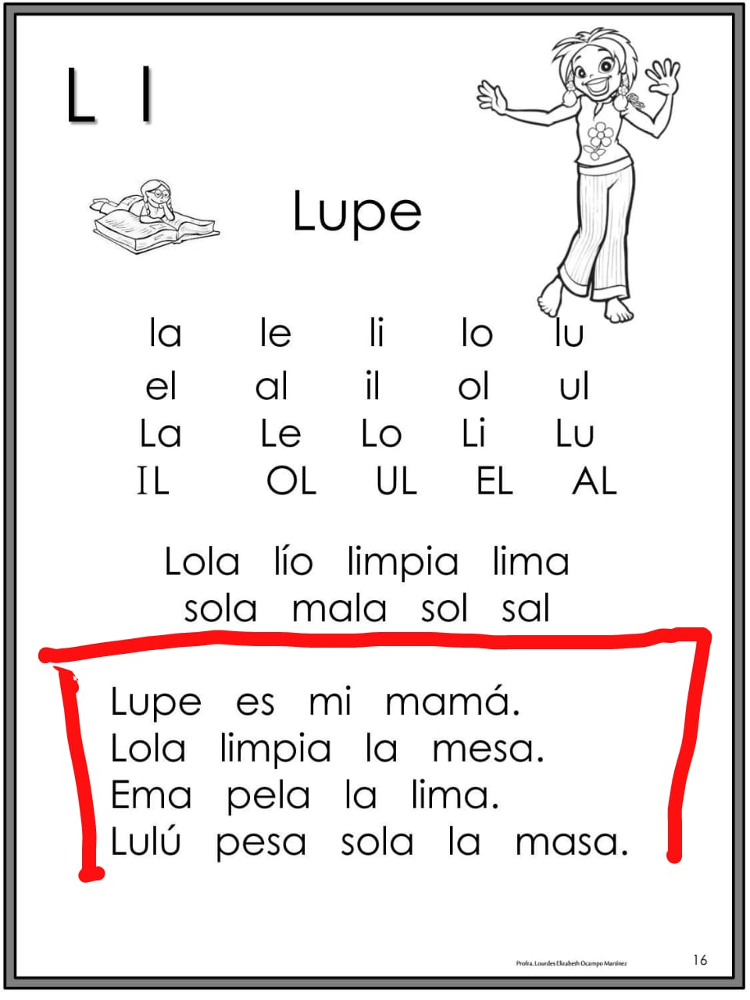 L l
Lupe
la le li lo lu
el al il ol ul
La Le Lo Li Lu
IL OL UL EL AL
Lola lío limpia lima
sola mala sol sal
Lupe es mi mamá.
Lola limpia la mesa.
Ema pela la lima.
Lulú pesa sola la masa.
Profra. Lourdes Elizabeth Ocampo Martínez
16